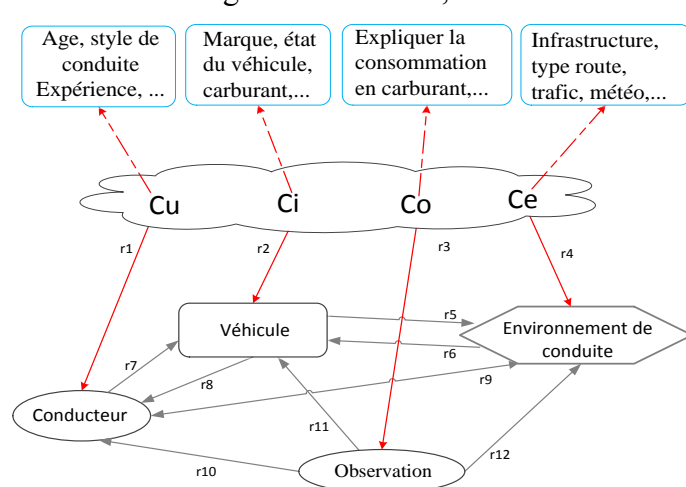 Age, style de
conduite
Expérience, ...
Marque, état
du véhicule,
carburant,...
Expliquer la
consommation
en carburant,...
Infrastructure,
type route,
trafic, météo,...
Cu
Ci
Co
Ce
r1
r2
r3
r4
Véhicule
r5
Environnement de
conduite
r6
r7
r8
r9
Conducteur
r11
r10
Observation
r12